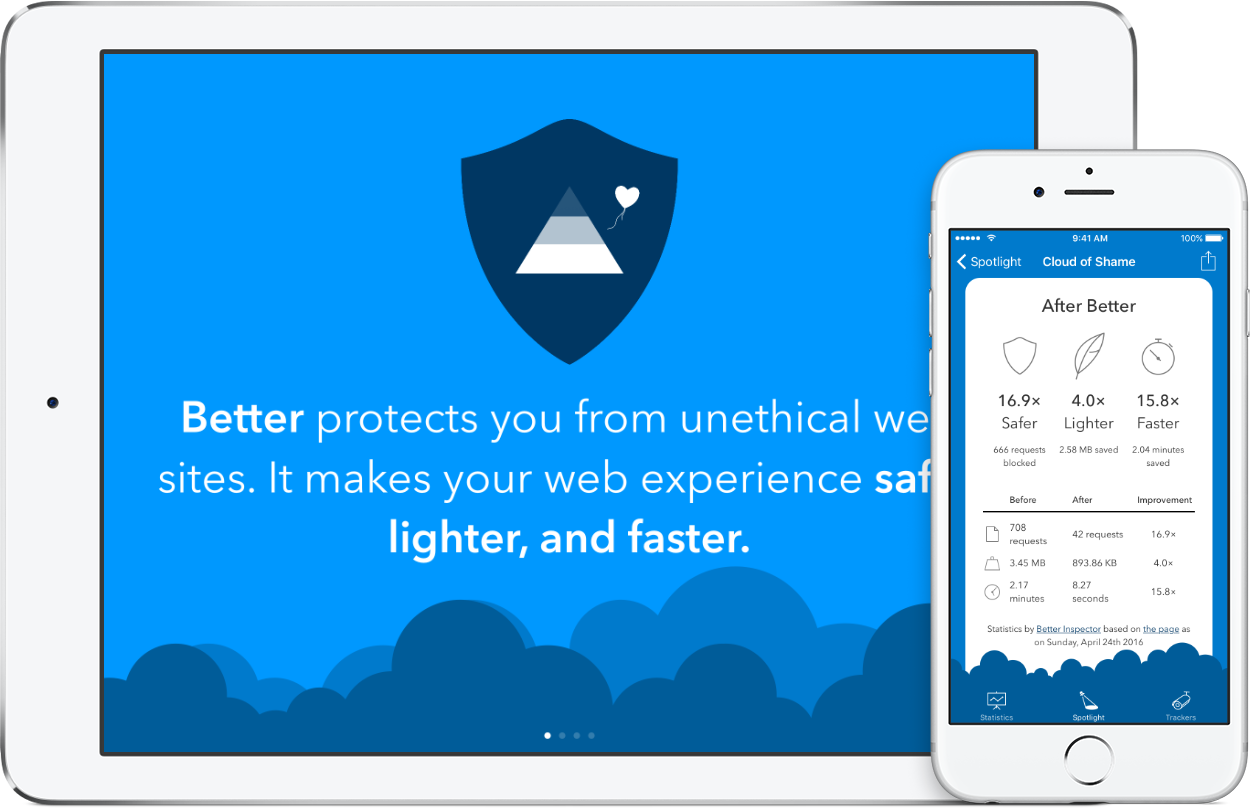 Better protects you from unethical we
sites. It makes your web experience saf
lighter, and faster.
9:41 AM
100%
Spotlight
Cloud of Shame
After Better
16.9× 4.0× 15.8×
Safer Lighter Faster
666 requests blocked 2.58 MB saved 2.04 minutes saved
Before After Improvement
708 requests 42 requests 16.9×
3.45 MB 893.86 KB 4.0×
2.17 minutes 8.27 seconds 15.8×
Statistics by Better Inspector based on the page as
on Sunday, April 24th 2016
Statistics Spotlight Trackers